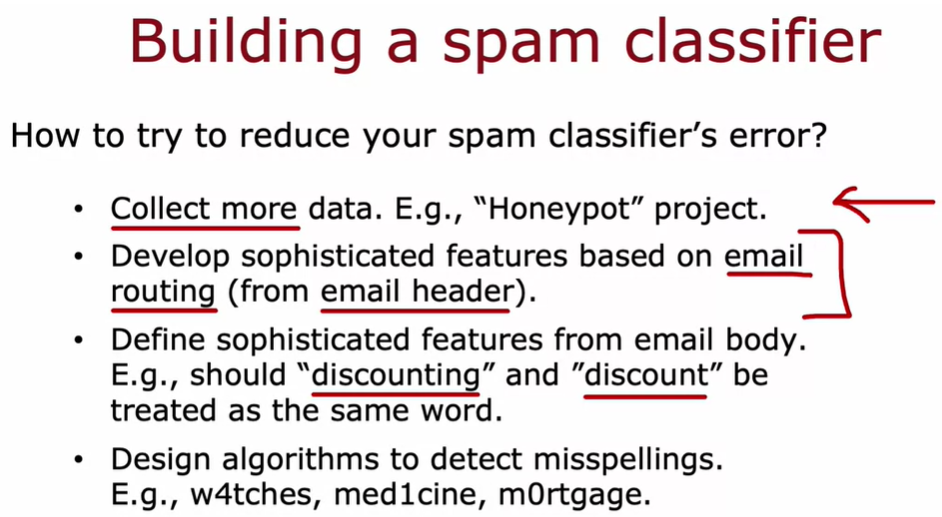 Building a spam classifier
How to try to reduce your spam classifier’s error?
• Collect more data. E.g., “Honeypot” project.
• Develop sophisticated features based on email
routing (from email header).
• Define sophisticated features from email body.
E.g., should “discounting” and ”discount” be
treated as the same word.
• Design algorithms to detect misspellings.
E.g., w4tches, med1cine, m0rtgage.